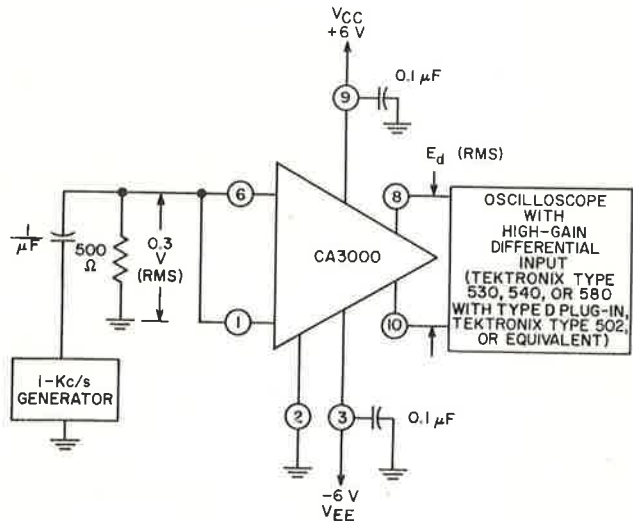 VCC
+6 V
0.1 µF
9
Ed (RMS)
6
8
1
µF
500
Ω
0.3
V
(RMS)
CA3000
OSCILLOSCOPE
WITH
HIGH-GAIN
DIFFERENTIAL
INPUT
(TEKTRONIX TYPE
530, 540, OR 580
WITH TYPE D PLUG-IN,
TEKTRONIX TYPE 502,
OR EQUIVALENT)
1
10
1-Kc/s
GENERATOR
2
3
0.1 µF
-6 V
VEE